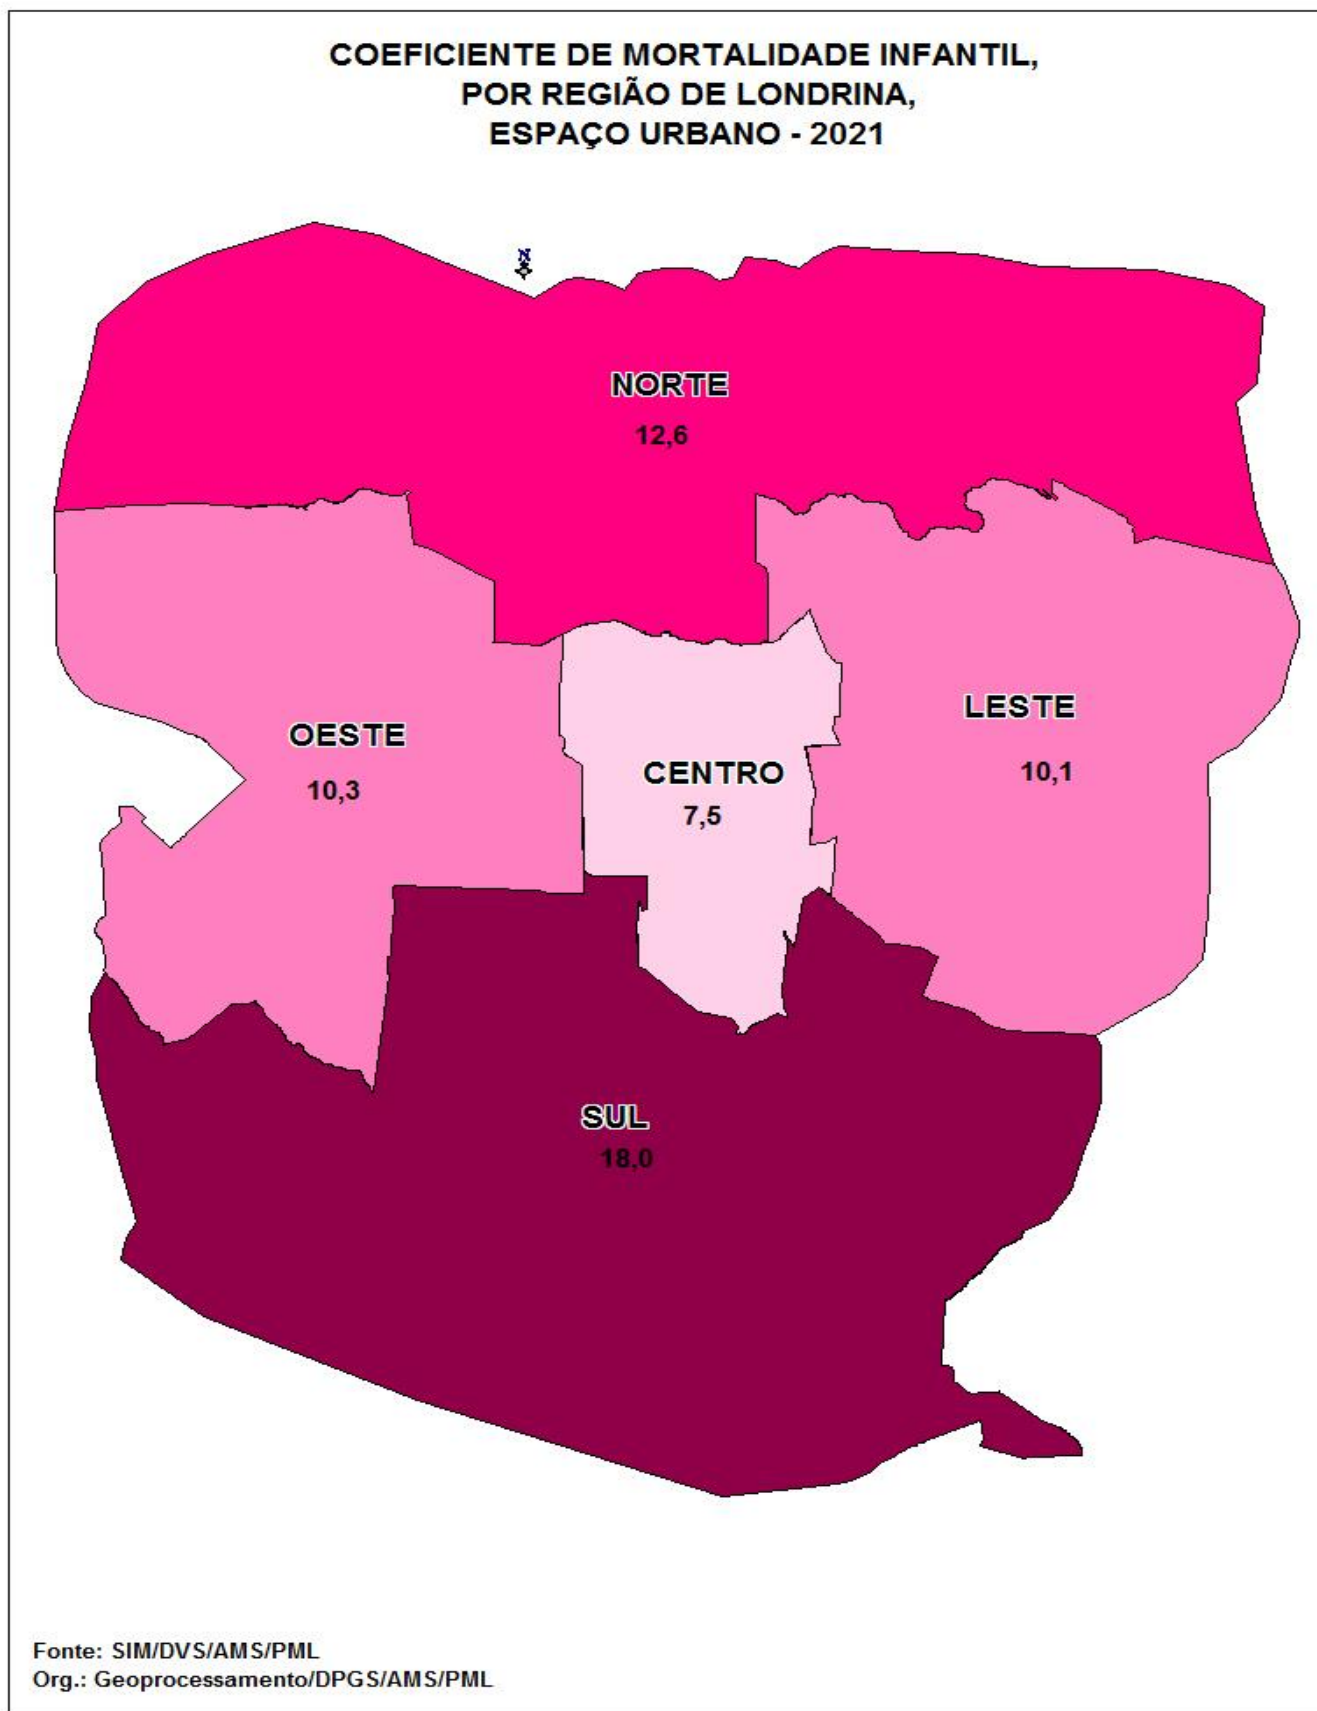 COEFICIENTE DE MORTALIDADE INFANTIL,
POR REGIÃO DE LONDRINA,
ESPAÇO URBANO - 2021
N
NORTE
12,6
OESTE
10,3
CENTRO
7,5
LESTE
10,1
SUL
18,0
Fonte: SIM/DVS/AMS/PML
Org.: Geoprocessamento/DPGS/AMS/PML